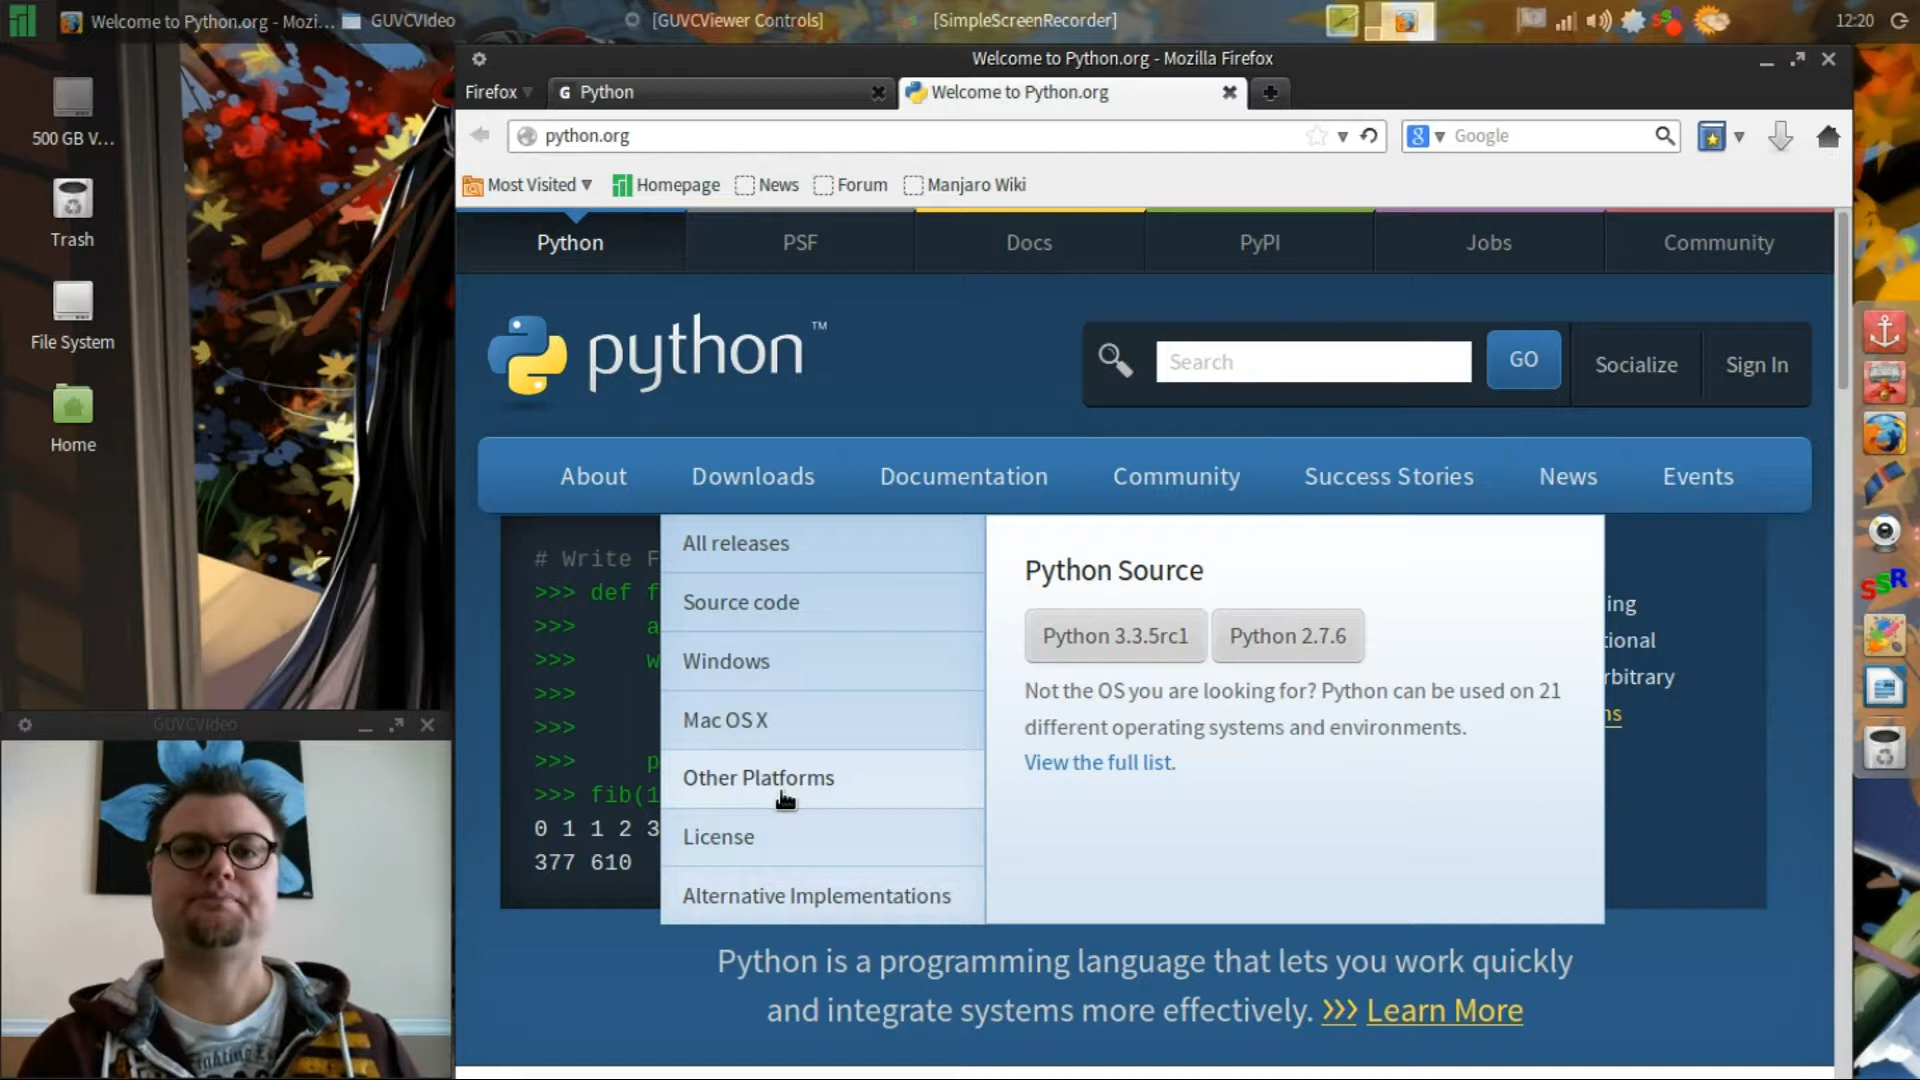 Welcome to Python.org - Mozi...
GUVCVIdeo
[GUVCViewer Controls]
[SimpleScreenRecorder]
12:20
500 GB V...
Trash
File System
Home
Welcome to Python.org - Mozilla Firefox
Firefox
G Python
Welcome to Python.org
python.org
8 Google
Most Visited
Homepage
News
Forum
Manjaro Wiki
Python
PSF
Docs
PyPI
Jobs
Community
python™
Search
GO
Socialize
Sign In
About
Downloads
Documentation
Community
Success Stories
News
Events
# Write F
>>> def f
>>> a
>>> w
>>>
>>>
>>> p
>>> fib(1
0 1 1 2 3
377 610
All releases
Source code
Windows
Mac OS X
Other Platforms
License
Alternative Implementations
Python Source
Python 3.3.5rc1
Python 2.7.6
Not the OS you are looking for? Python can be used on 21
different operating systems and environments.
View the full list.
ing
tional
rbitrary
ns
Python is a programming language that lets you work quickly
and integrate systems more effectively. >>> Learn More
SSR
GUVCVIdeo